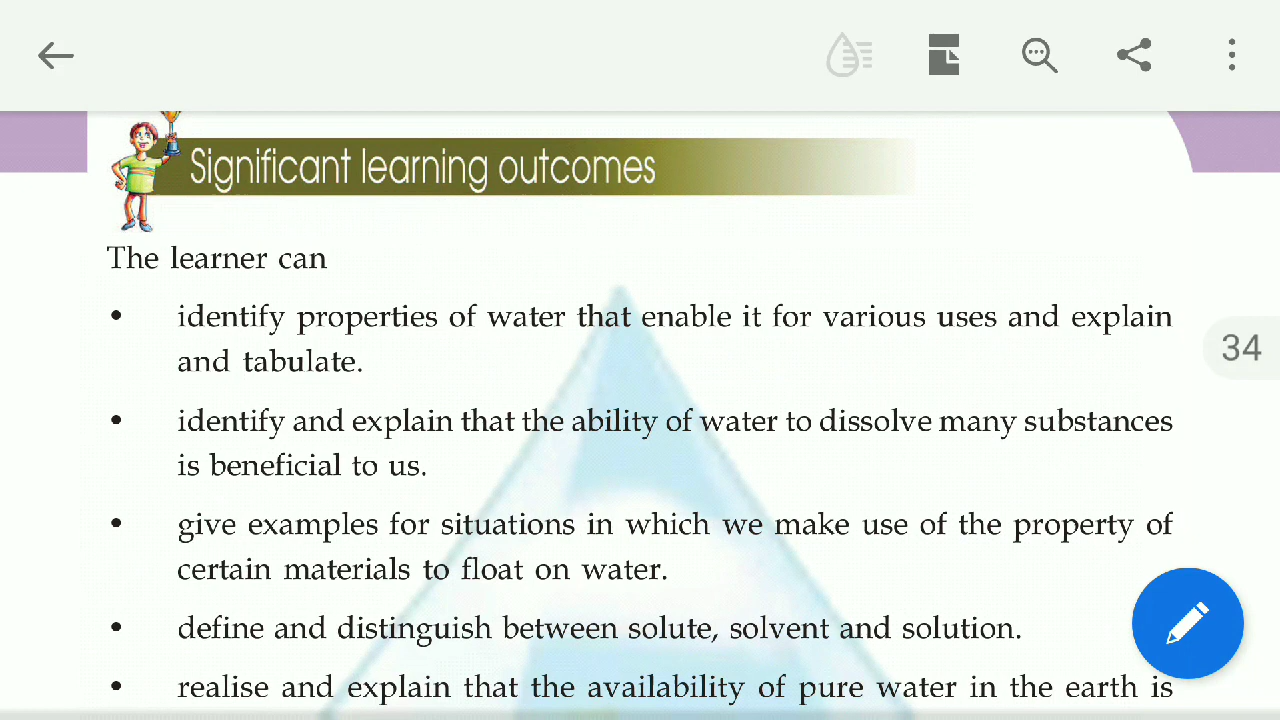 Significant learning outcomes
The learner can
• identify properties of water that enable it for various uses and explain
and tabulate.
34
• identify and explain that the ability of water to dissolve many substances
is beneficial to us.
• give examples for situations in which we make use of the property of
certain materials to float on water.
• define and distinguish between solute, solvent and solution.
• realise and explain that the availability of pure water in the earth is